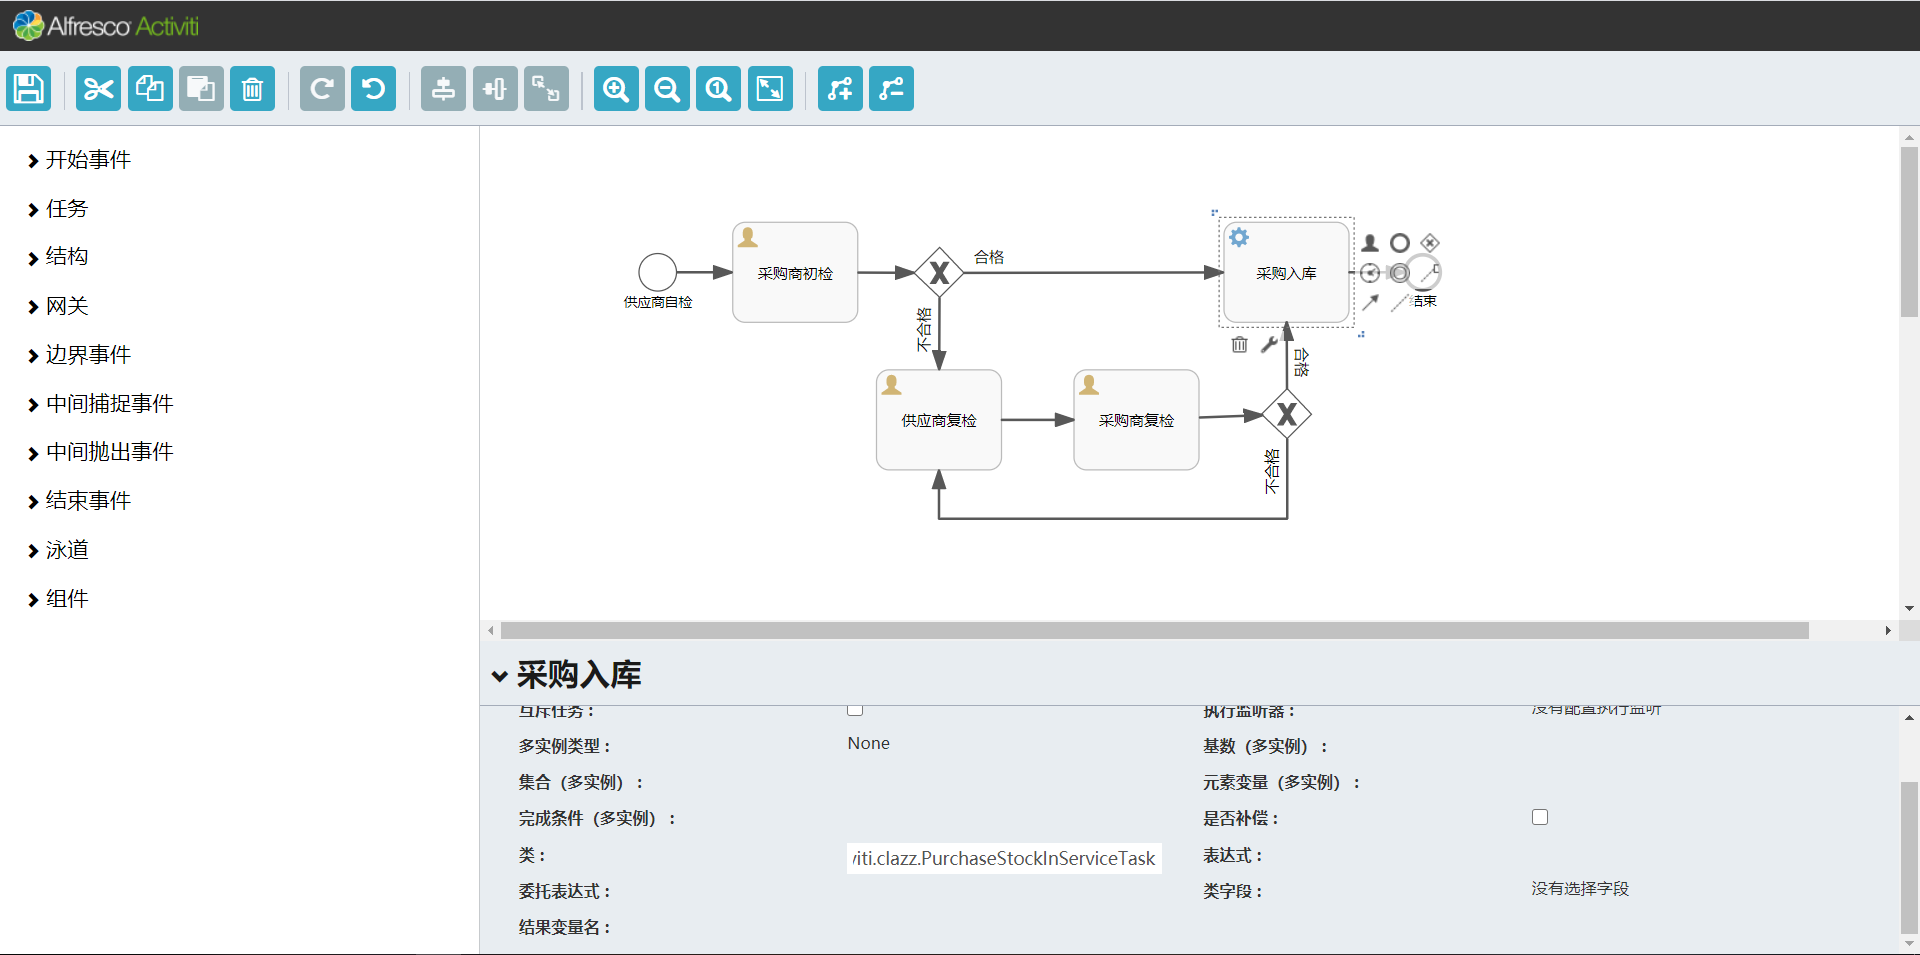 Alfresco Activiti
开始事件
任务
结构
网关
边界事件
中间捕捉事件
中间抛出事件
结束事件
泳道
组件
供应商自检
采购商初检
合格
不合格
采购入库
结束
合格
供应商复检
采购商复检
不合格
采购入库
互斥任务：
执行监听器：
没有配置执行监听
多实例类型：
None
基数（多实例）：
集合（多实例）：
元素变量（多实例）：
完成条件（多实例）：
是否补偿：
类：
viti.clazz.PurchaseStockInServiceTask
表达式：
委托表达式：
类字段：
没有选择字段
结果变量名：